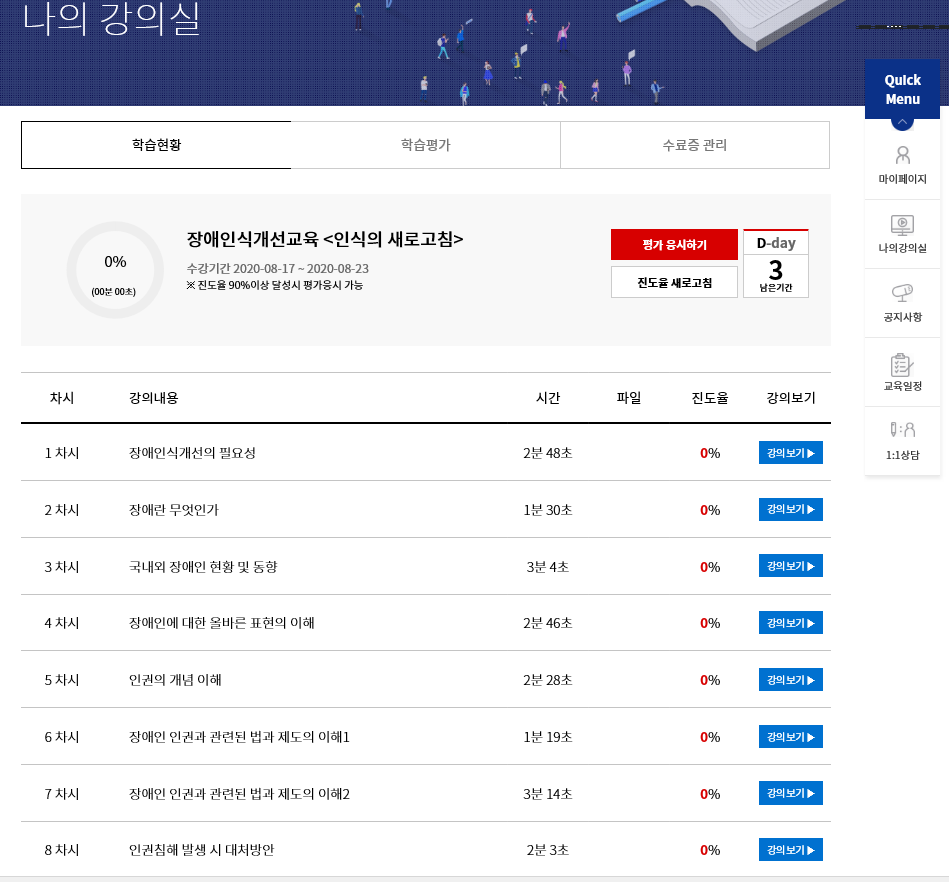 나의 강의실
Quick
Menu
마이페이지
나의강의실
공지사항
교육일정
1:1상담
학습현황 학습평가 수료증 관리
0%
(00분 00초)
장애인식개선교육 <인식의 새로고침>
수강기간 2020-08-17 ~ 2020-08-23
※ 진도율 90%이상 달성시 평가응시 가능
평가 응시하기
진도율 새로고침
D-day
3
남은기간
차시 강의내용 시간 파일 진도율 강의보기
1 차시 장애인식개선의 필요성 2분 48초 0% 강의보기 ▶
2 차시 장애란 무엇인가 1분 30초 0% 강의보기 ▶
3 차시 국내외 장애인 현황 및 동향 3분 4초 0% 강의보기 ▶
4 차시 장애인에 대한 올바른 표현의 이해 2분 46초 0% 강의보기 ▶
5 차시 인권의 개념 이해 2분 28초 0% 강의보기 ▶
6 차시 장애인 인권과 관련된 법과 제도의 이해1 1분 19초 0% 강의보기 ▶
7 차시 장애인 인권과 관련된 법과 제도의 이해2 3분 14초 0% 강의보기 ▶
8 차시 인권침해 발생 시 대처방안 2분 3초 0% 강의보기 ▶